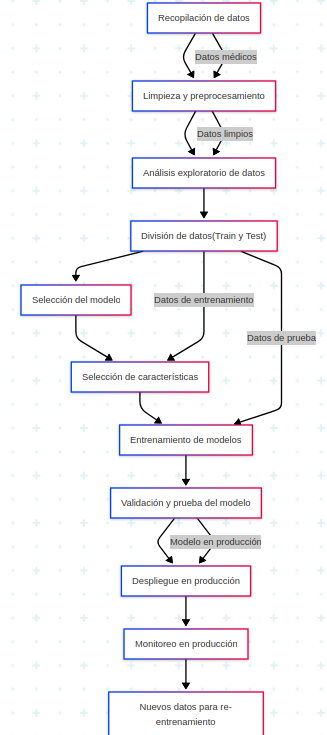 Recopilación de datos
Datos médicos
Limpieza y preprocesamiento
Datos limpios
Análisis exploratorio de datos
División de datos(Train y Test)
Selección del modelo
Datos de entrenamiento
Datos de prueba
Selección de características
Entrenamiento de modelos
Validación y prueba del modelo
Modelo en producción
Despliegue en producción
Monitoreo en producción
Nuevos datos para re-
entrenamiento